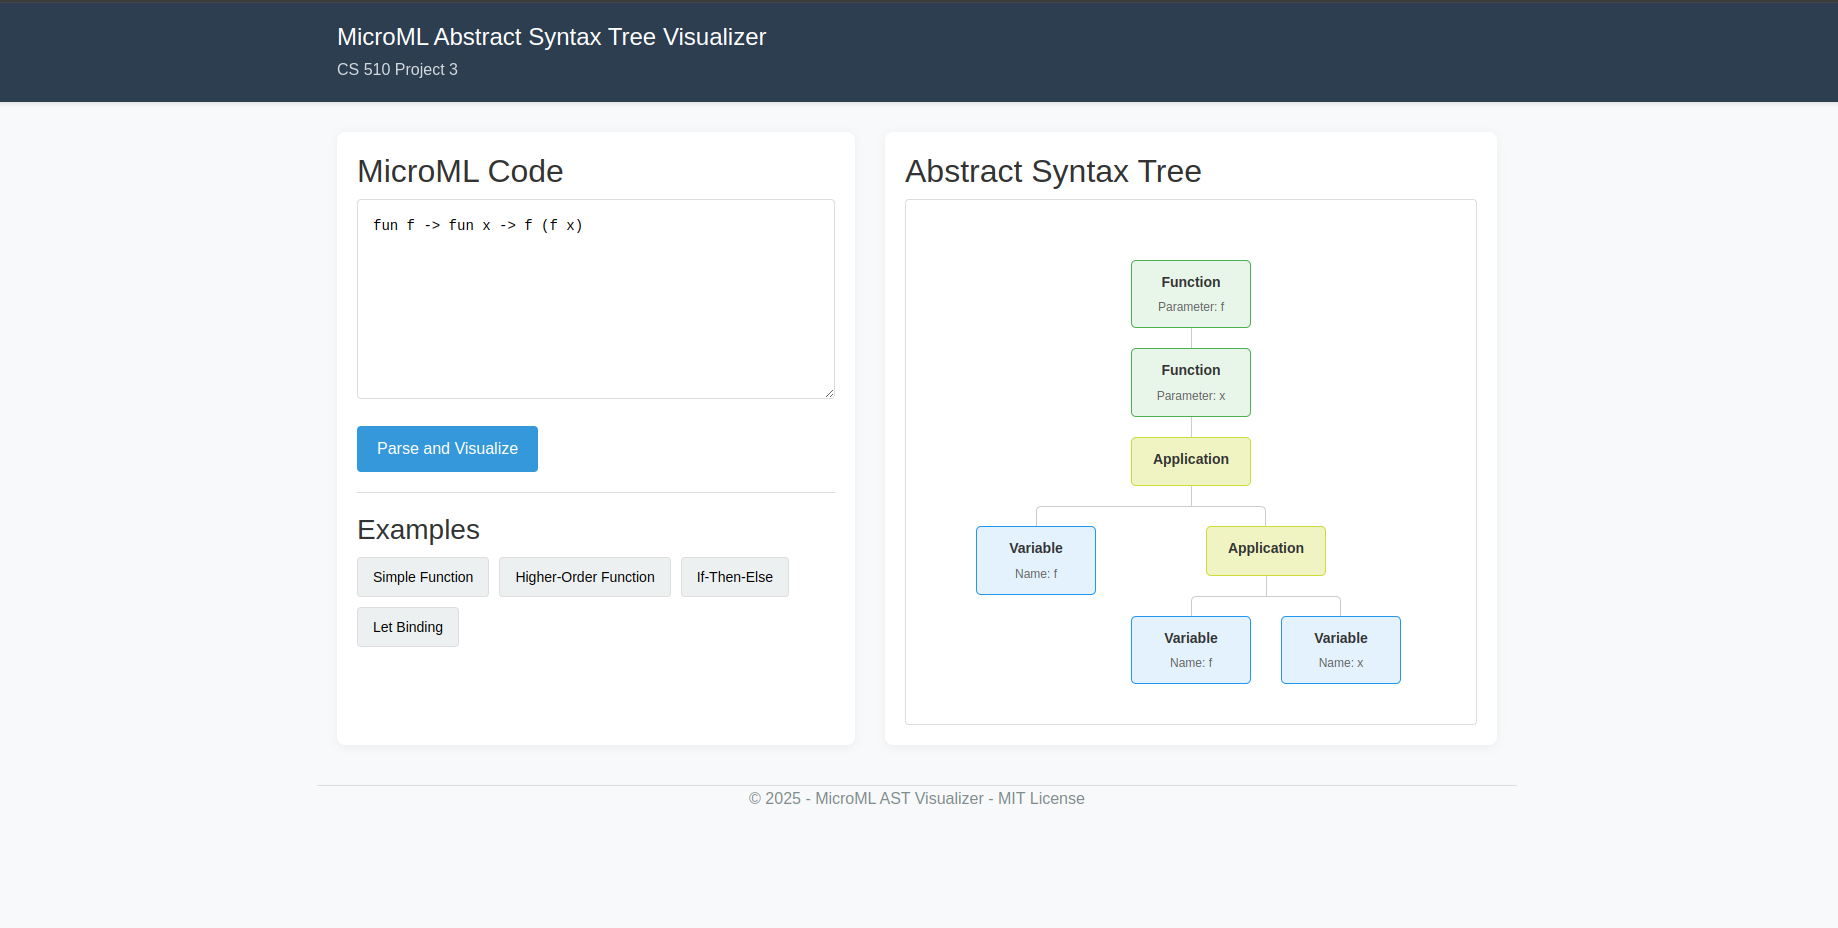 MicroML Abstract Syntax Tree Visualizer
CS 510 Project 3
MicroML Code
fun f -> fun x -> f (f x)
Parse and Visualize
Examples
Simple Function
Higher-Order Function
If-Then-Else
Let Binding
Abstract Syntax Tree
Function
Parameter: f
Function
Parameter: x
Application
Variable
Name: f
Application
Variable
Name: f
Variable
Name: x
© 2025 - MicroML AST Visualizer - MIT License